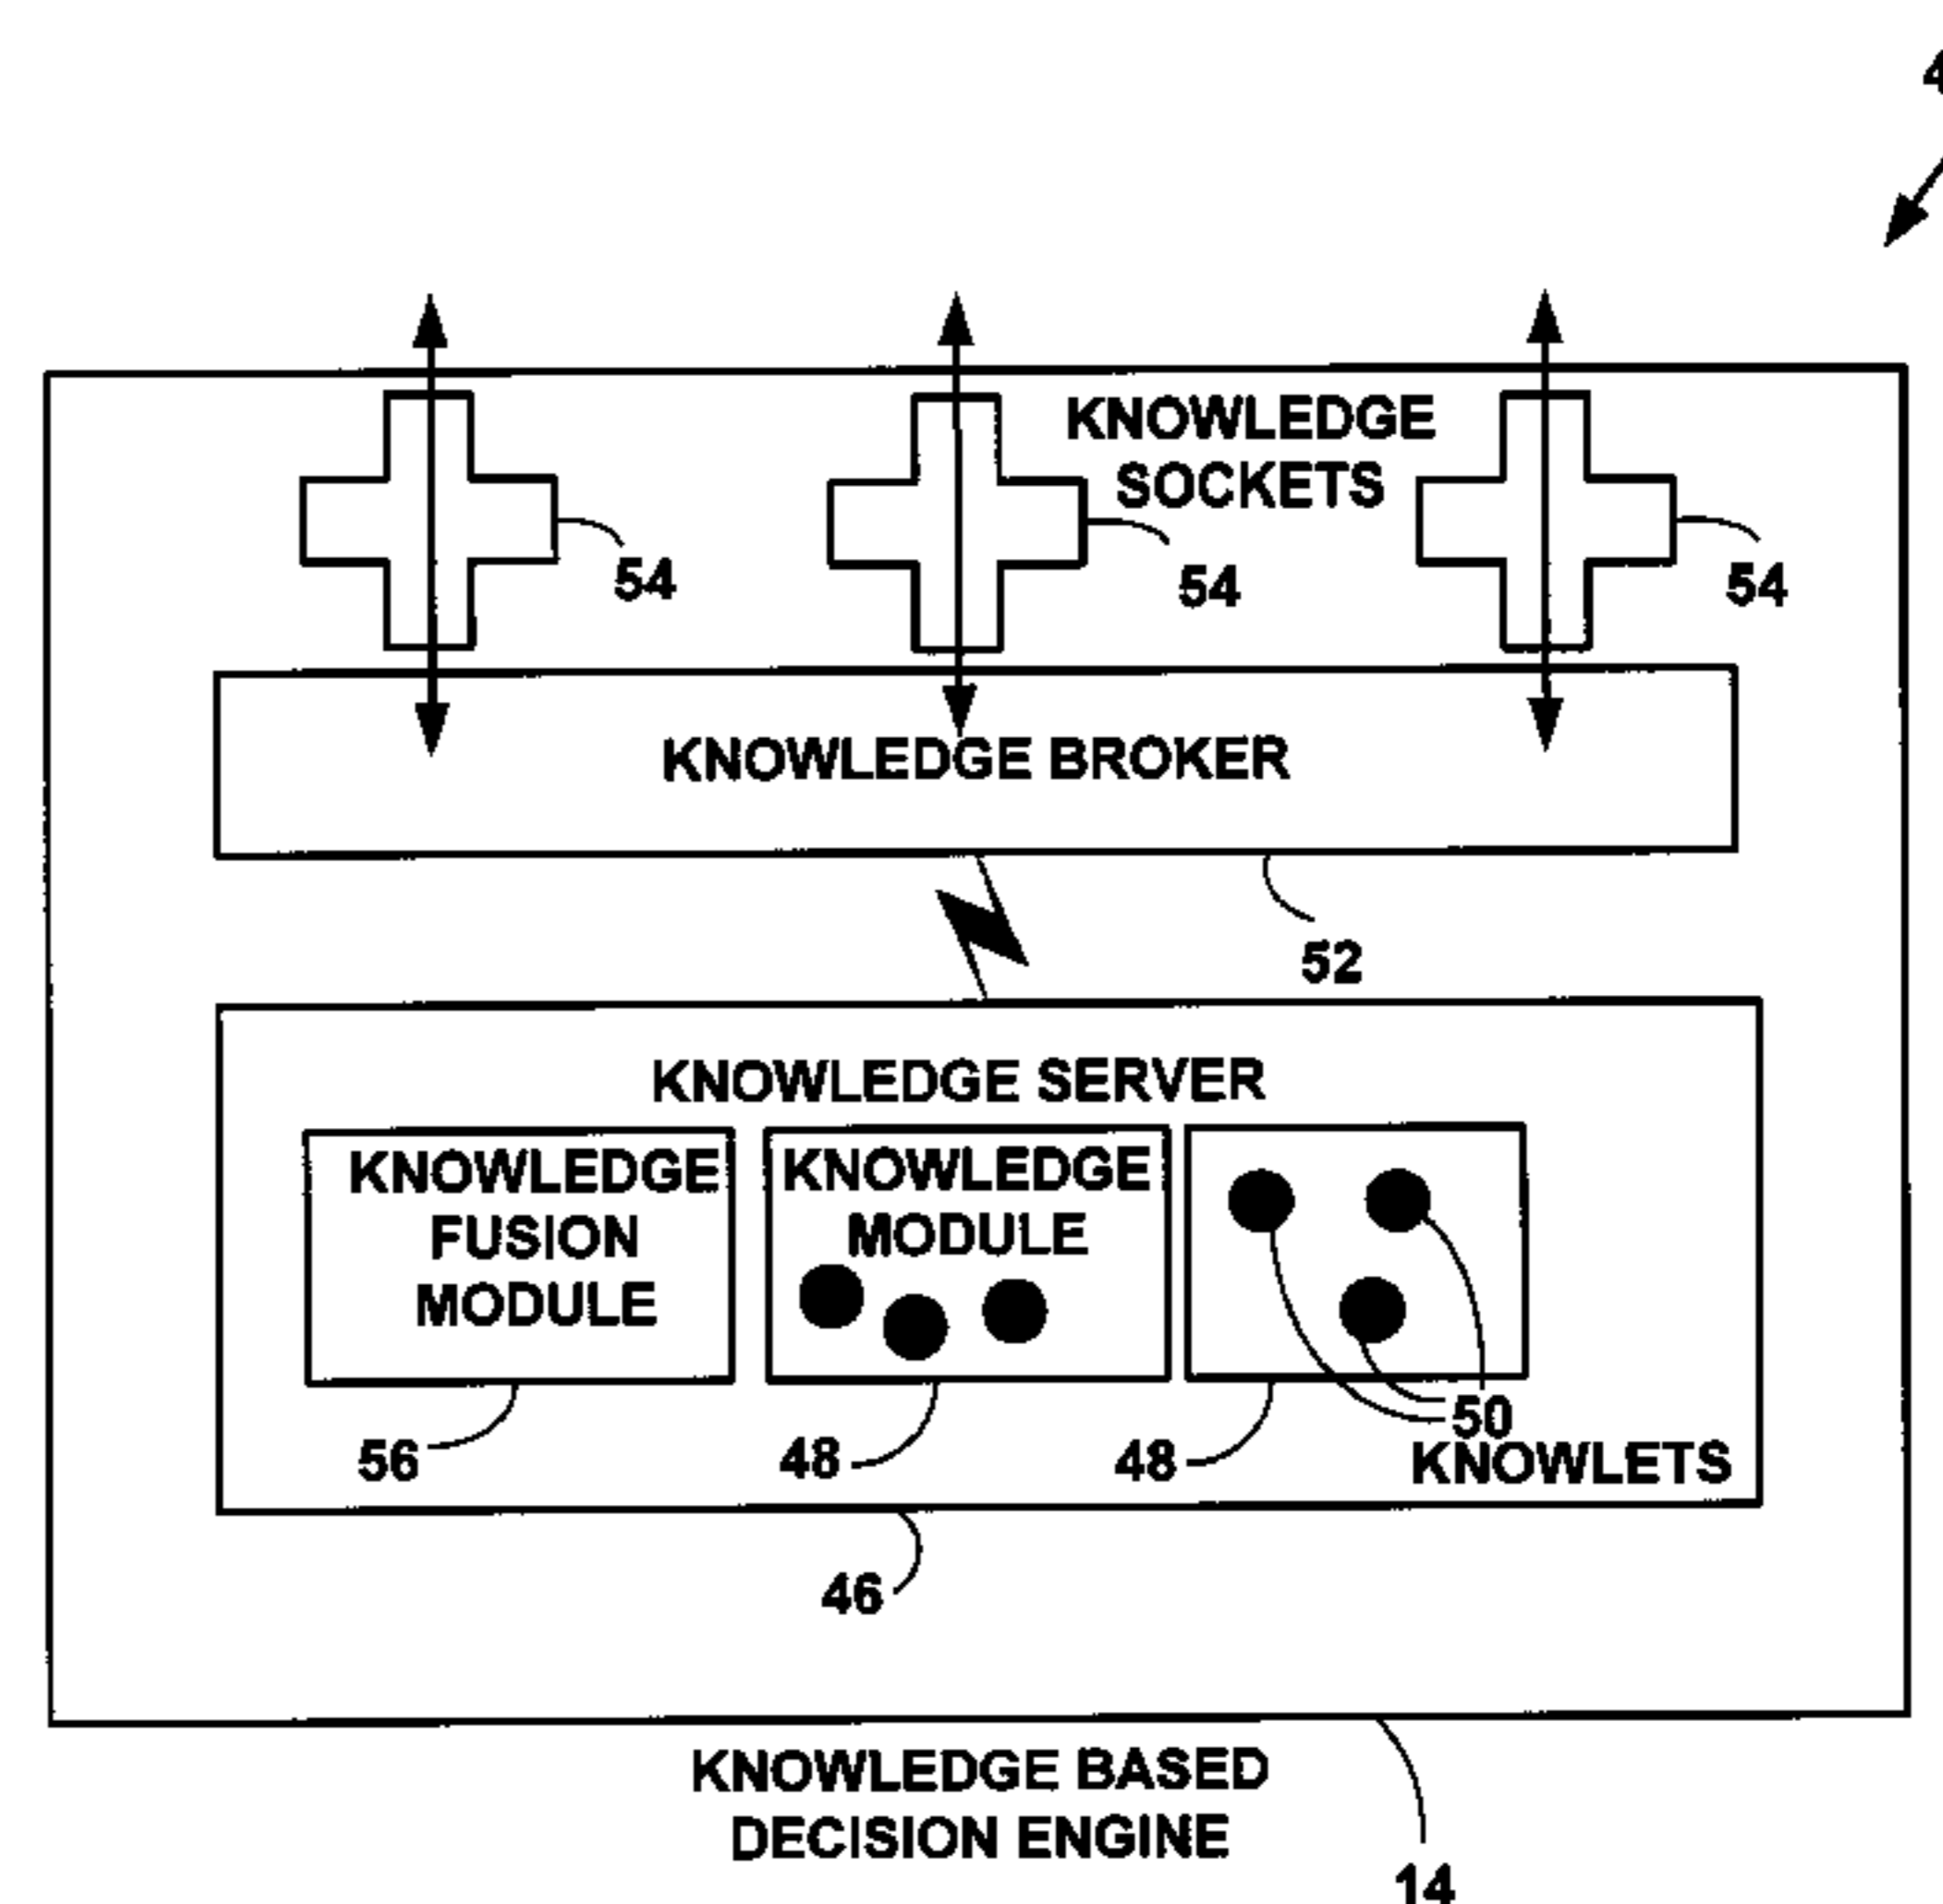 KNOWLEDGE
SOCKETS
54
54
54
KNOWLEDGE BROKER
52
KNOWLEDGE SERVER
KNOWLEDGE
FUSION
MODULE
KNOWLEDGE
MODULE
56
48
48
50
KNOWLETS
46
KNOWLEDGE BASED
DECISION ENGINE
14